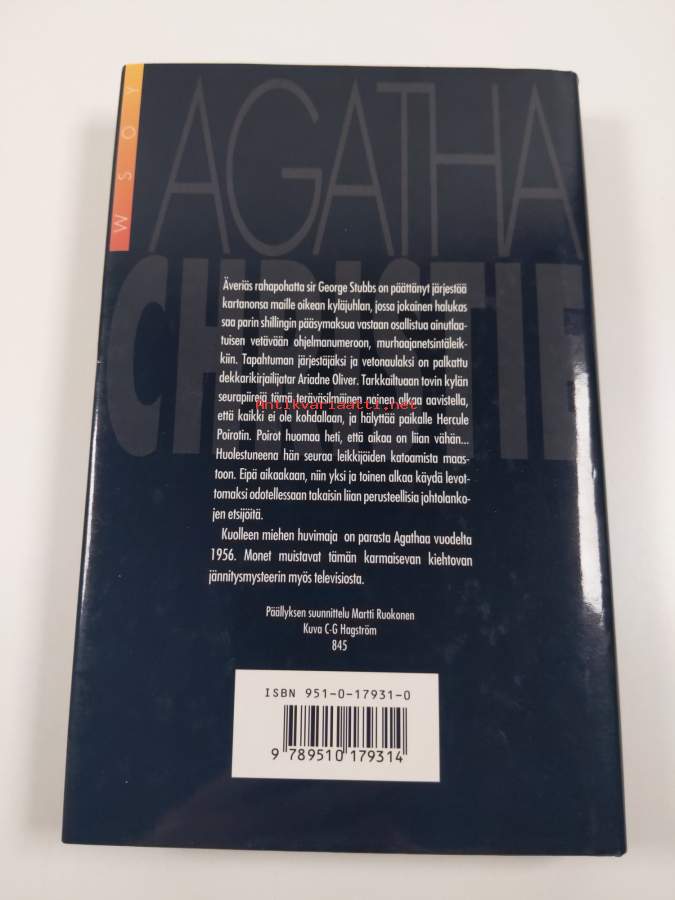 WSOY
AGATHA
CHRISTIE
Äveriäs rahapohatta sir George Stubbs on päättänyt järjestää
kartanonsa maille oikean kyläjuhlan, jossa jokainen halukas
saa parin shillingin pääsymaksua vastaan osallistua ainutlaa-
tuisen vetävään ohjelmanumeroon, murhaajanetsintäleik-
kiin. Tapahtuman järjestäjäksi ja vetonaulaksi on palkattu
dekkarikirjailijatar Ariadne Oliver. Tarkkailtuaan tovin kylän
seurapiirejä tämä teräväsilmäinen nainen alkaa aavistella,
Antikvariaatti.net
että kaikki ei ole kohdallaan, ja hälyttää paikalle Hercule
Poirotin. Poirot huomaa heti, että aikaa on liian vähän...
Huolestuneena hän seuraa leikkijöiden katoamista maas-
toon. Eipä aikaakaan, niin yksi ja toinen alkaa käydä levot-
tomaksi odotellessaan takaisin liian perusteellisia johtolanko-
jen etsijöitä.
Kuolleen miehen huvimaja on parasta Agathaa vuodelta
1956. Monet muistavat tämän karmaisevan kiehtovan
jännitysmysteerin myös televisiosta.
Päällyksen suunnittelu Martti Ruokonen
Kuva C-G Hagström
845
ISBN 951-0-17931-0
9 789510 179314